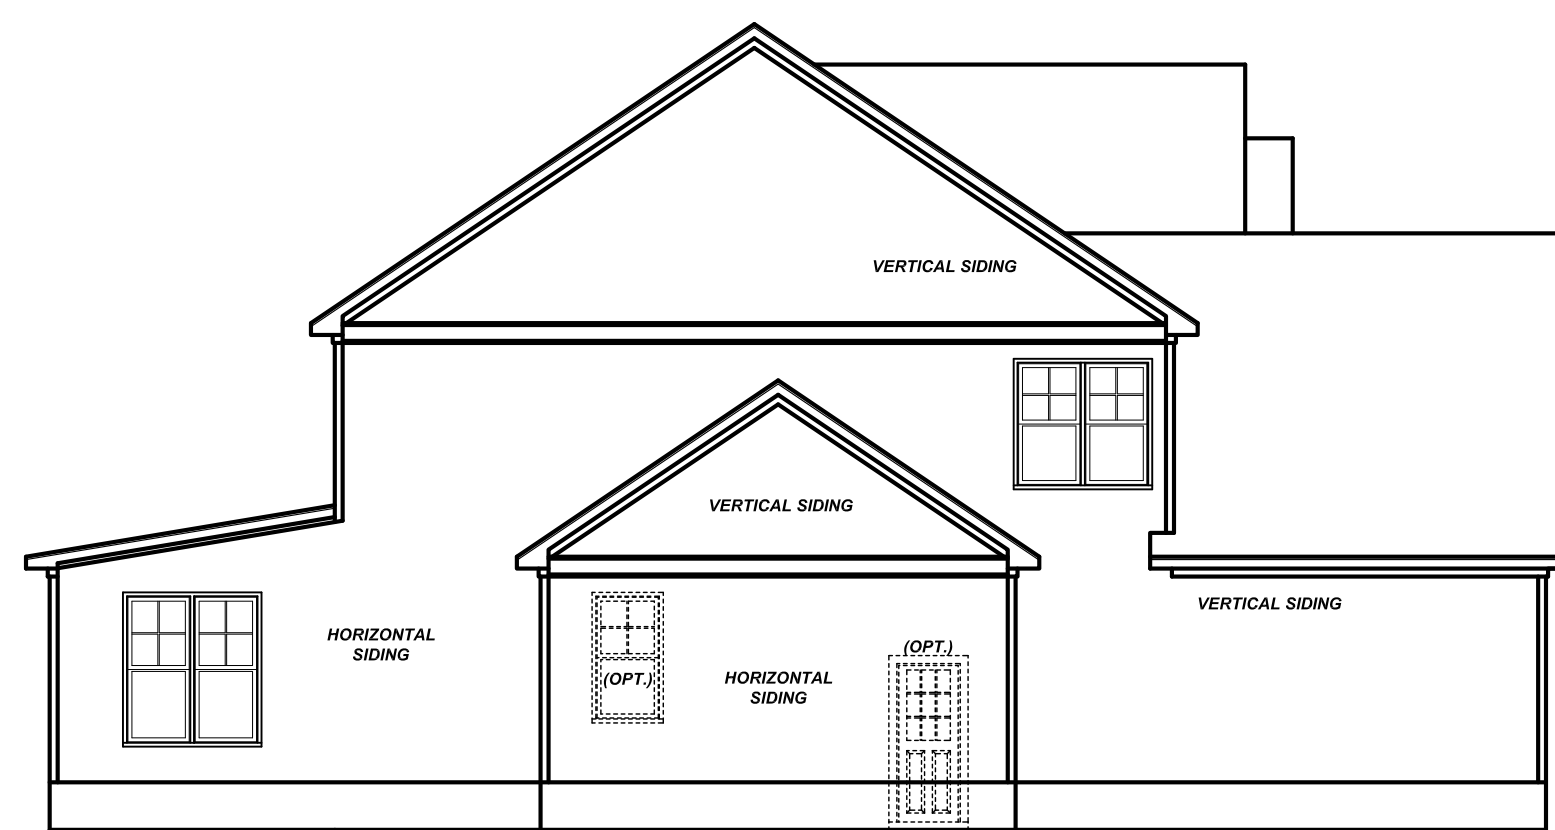 VERTICAL SIDING
VERTICAL SIDING
VERTICAL SIDING
HORIZONTAL
SIDING
(OPT.)
(OPT.)
HORIZONTAL
SIDING